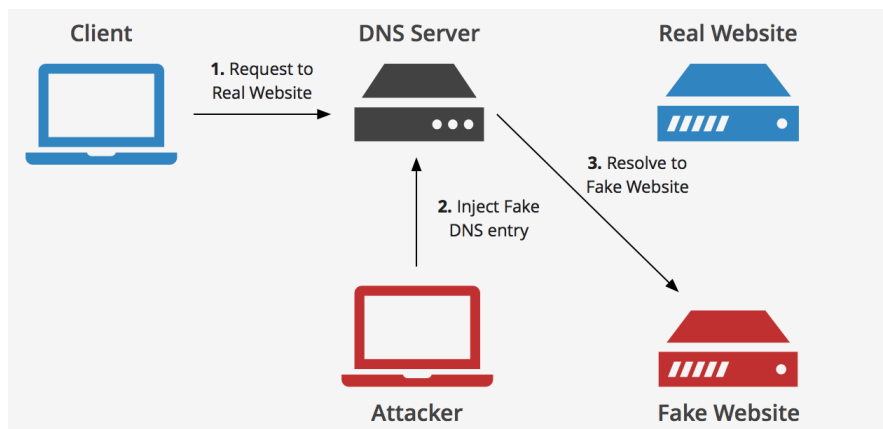 Client
DNS Server
Real Website
1. Request to
Real Website
3. Resolve to
Fake Website
2. Inject Fake
DNS entry
Attacker
Fake Website